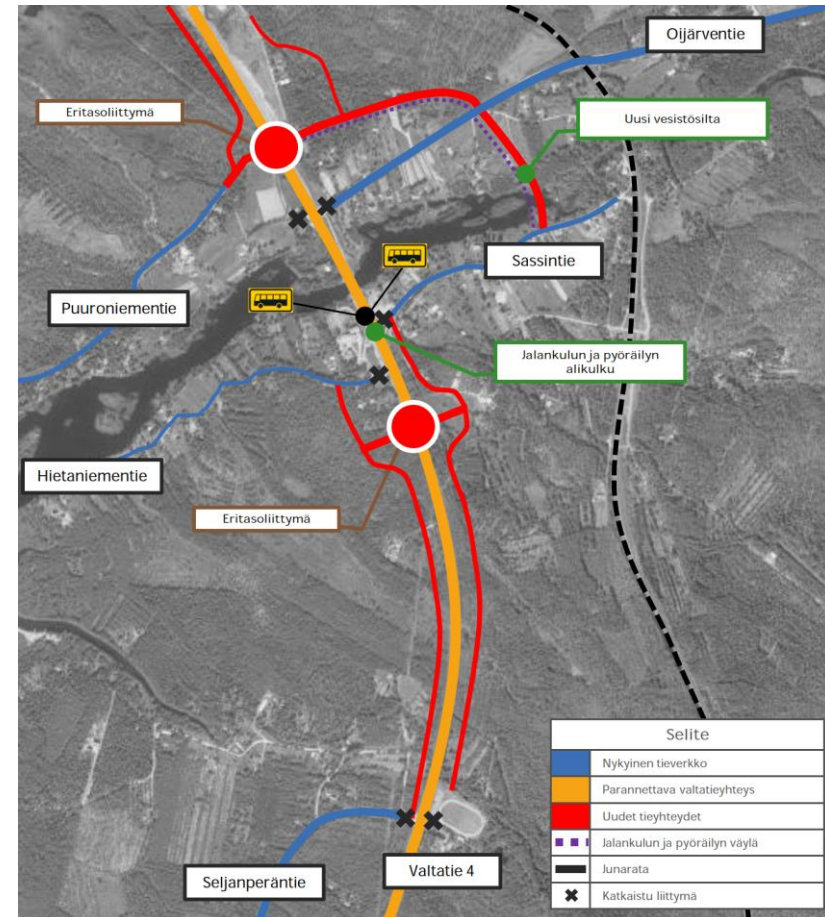 Oijärventie
Eritasoliittymä
Uusi vesistösilta
Sassintie
Puuroniementie
Jalankulun ja pyöräilyn
alikulku
Hietaniementie
Eritasoliittymä
Seljanperäntie
Valtatie 4
Selite
Nykyinen tieverkko
Parannettava valtatieyhteys
Uudet tieyhteydet
Jalankulun ja pyöräilyn väylä
Junarata
Katkaistu liittymä